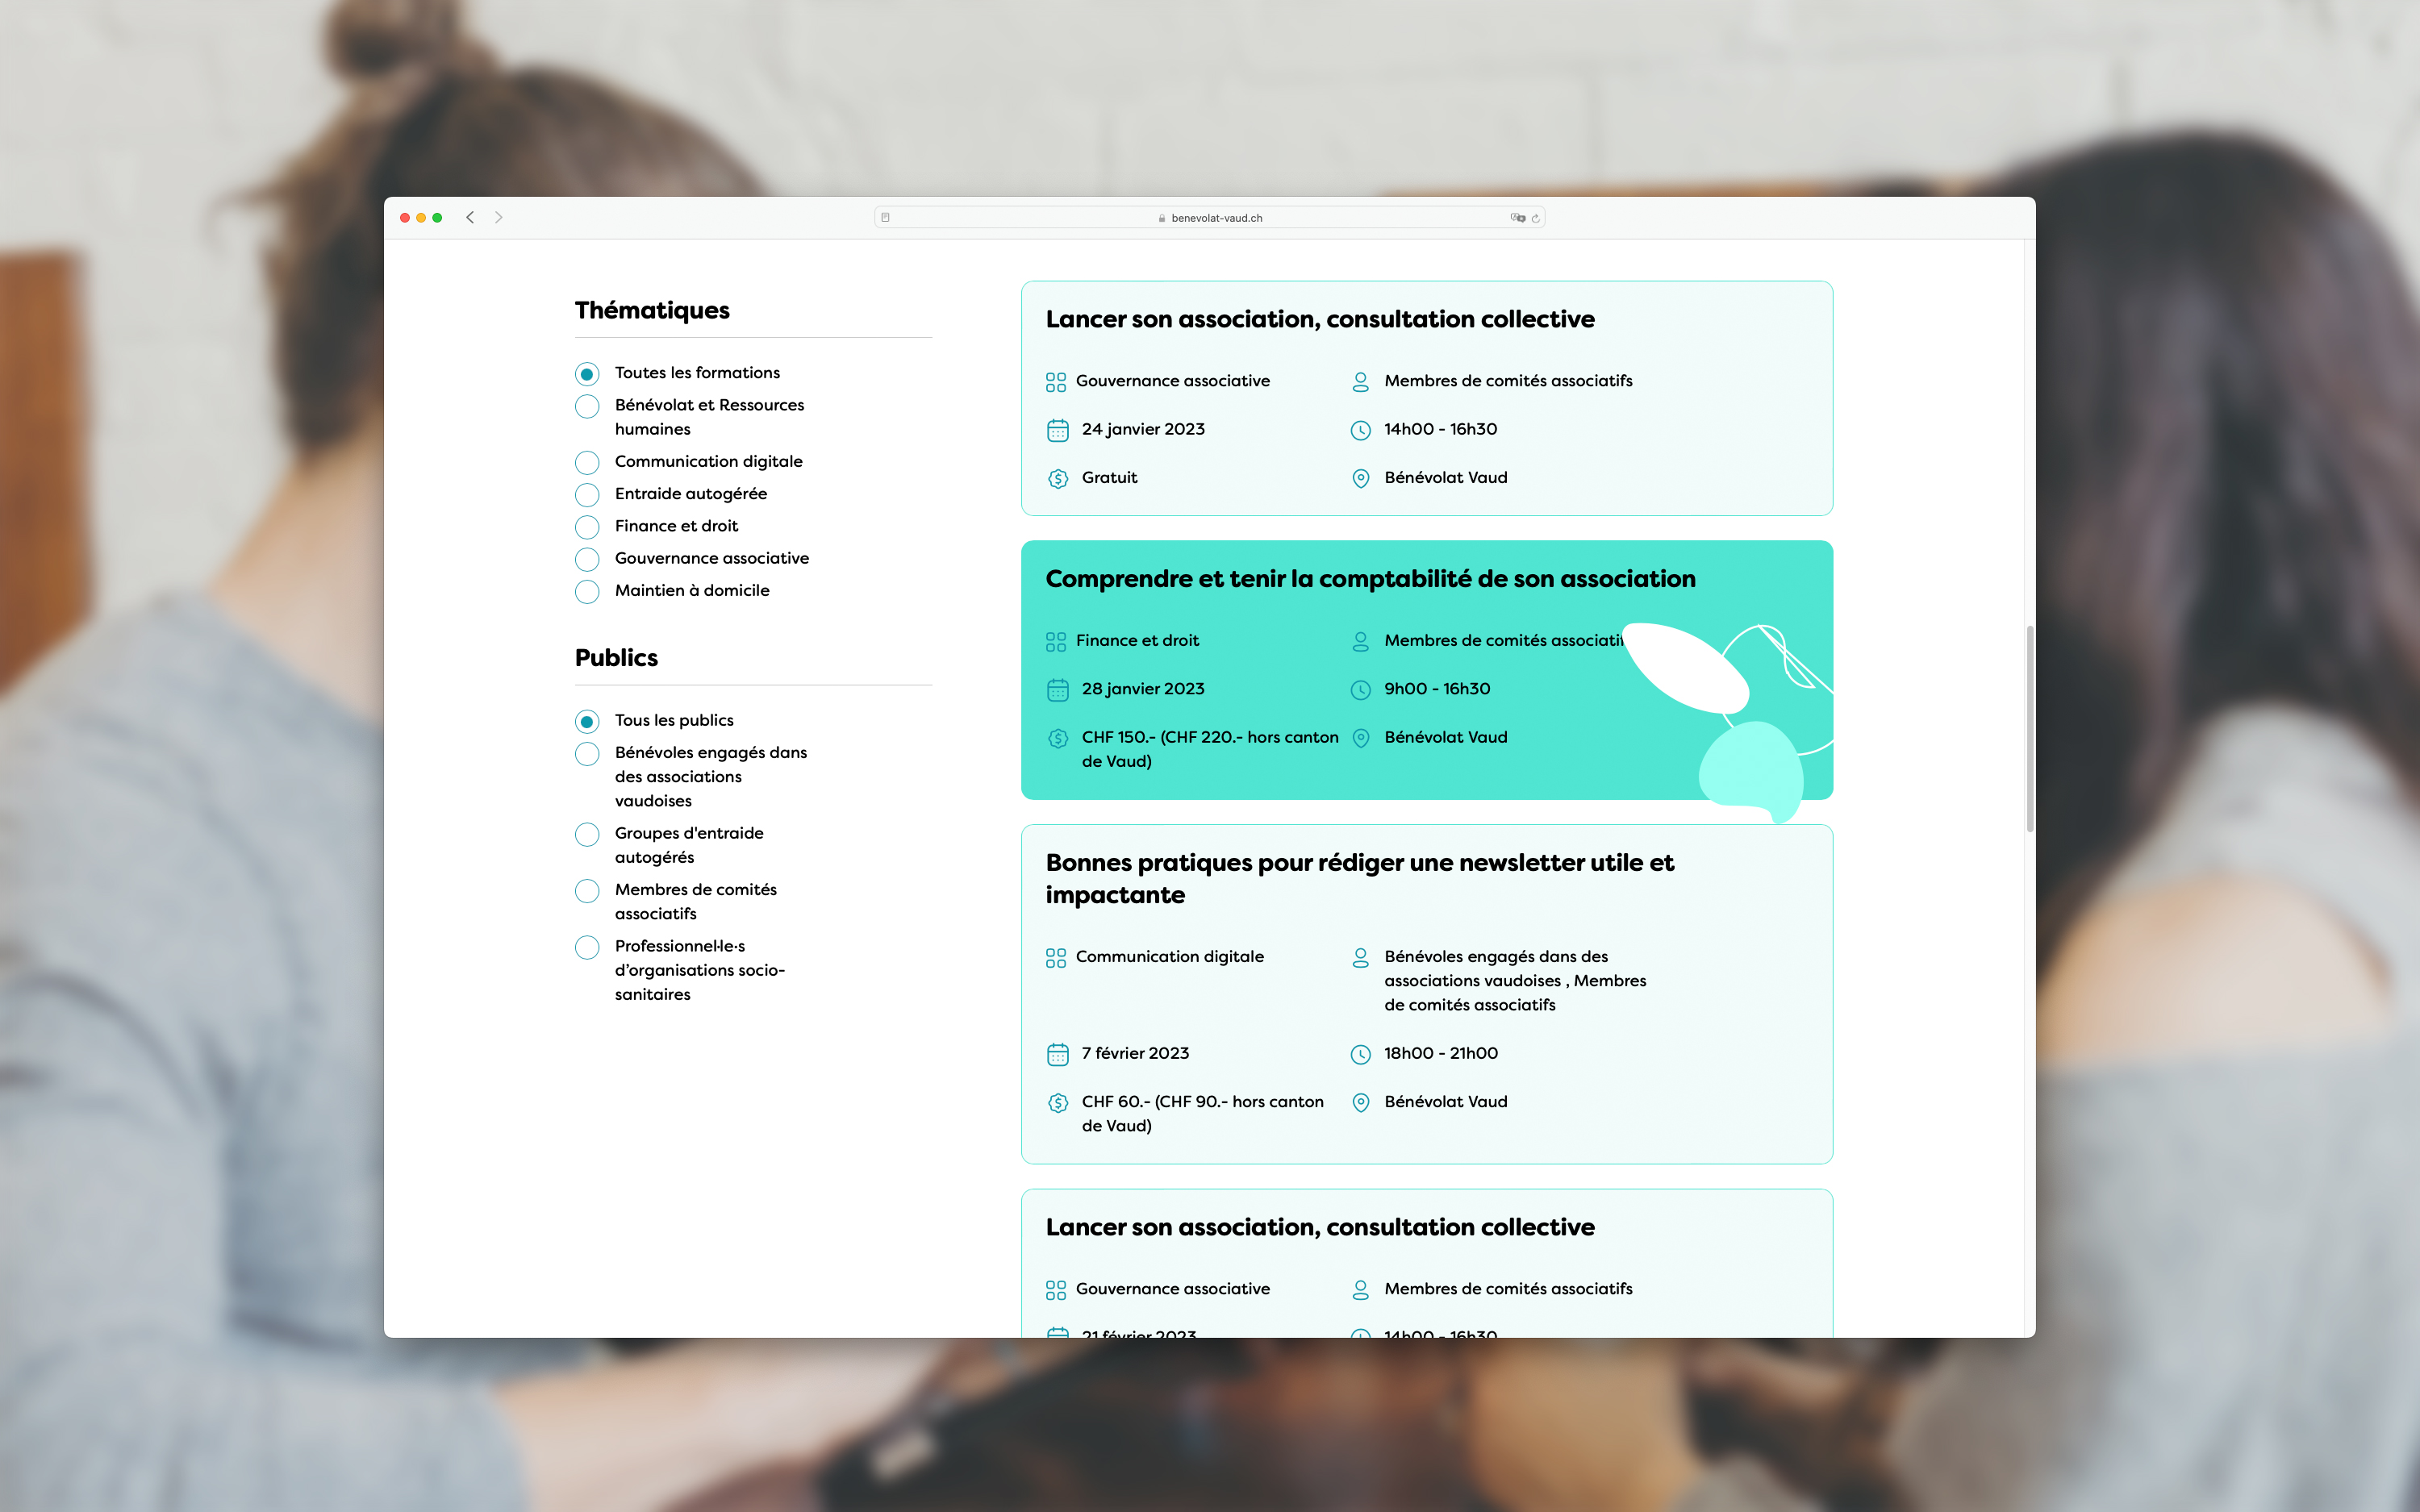 benevolat-vaud.ch
Thématiques
Toutes les formations
Bénévolat et Ressources
humaines
Communication digitale
Entraide autogérée
Finance et droit
Gouvernance associative
Maintien à domicile
Publics
Tous les publics
Bénévoles engagés dans
des associations
vaudoises
Groupes d'entraide
autogérés
Membres de comités
associatifs
Professionnel·le·s
d’organisations socio-
sanitaires
Lancer son association, consultation collective
Gouvernance associative
Membres de comités associatifs
24 janvier 2023
14h00 - 16h30
Gratuit
Bénévolat Vaud
Comprendre et tenir la comptabilité de son association
Finance et droit
Membres de comités associatif
28 janvier 2023
9h00 - 16h30
CHF 150.- (CHF 220.- hors canton
de Vaud)
Bénévolat Vaud
Bonnes pratiques pour rédiger une newsletter utile et
impactante
Communication digitale
Bénévoles engagés dans des
associations vaudoises , Membres
de comités associatifs
7 février 2023
18h00 - 21h00
CHF 60.- (CHF 90.- hors canton
de Vaud)
Bénévolat Vaud
Lancer son association, consultation collective
Gouvernance associative
Membres de comités associatifs
21 février 2023
14h00 - 16h30